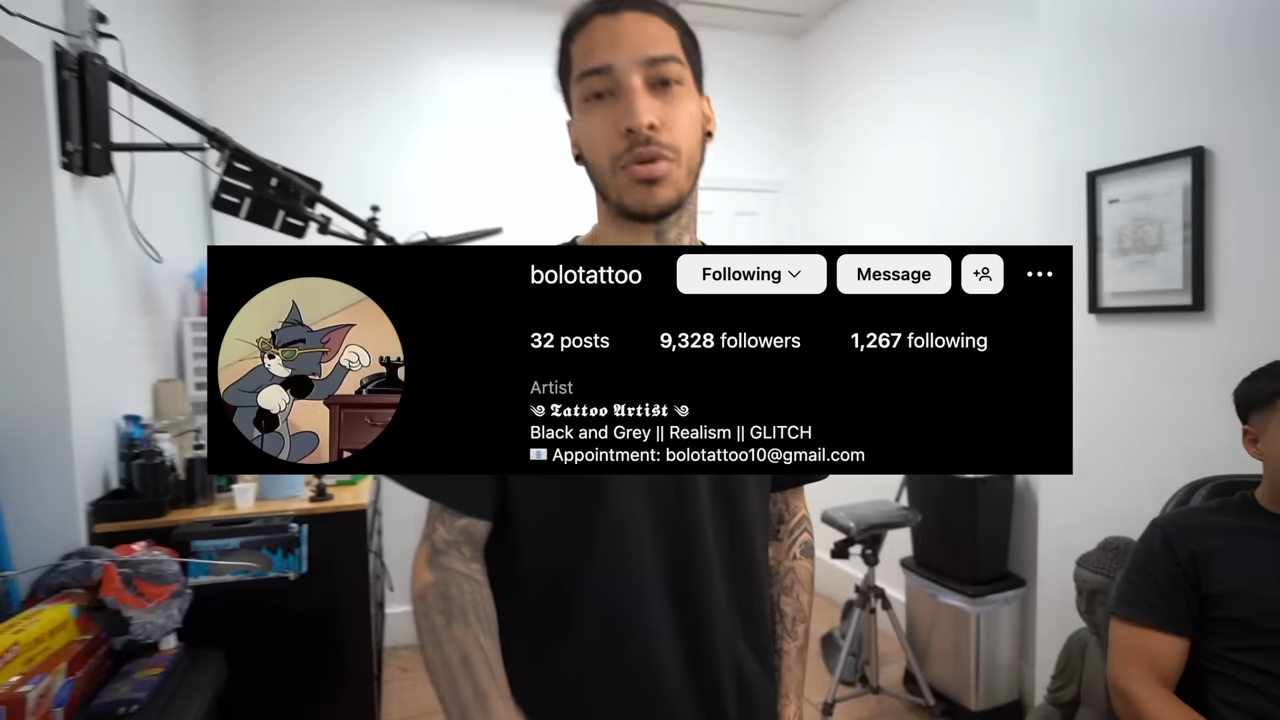 bolotattoo Following Message
32 posts 9,328 followers 1,267 following
Artist
༄ 𝕿𝖆𝖙𝖙𝖔𝖔 𝕬𝖗𝖙𝖎𝖘𝖙 ༄
Black and Grey || Realism || GLITCH
📧 Appointment: bolotattoo10@gmail.com